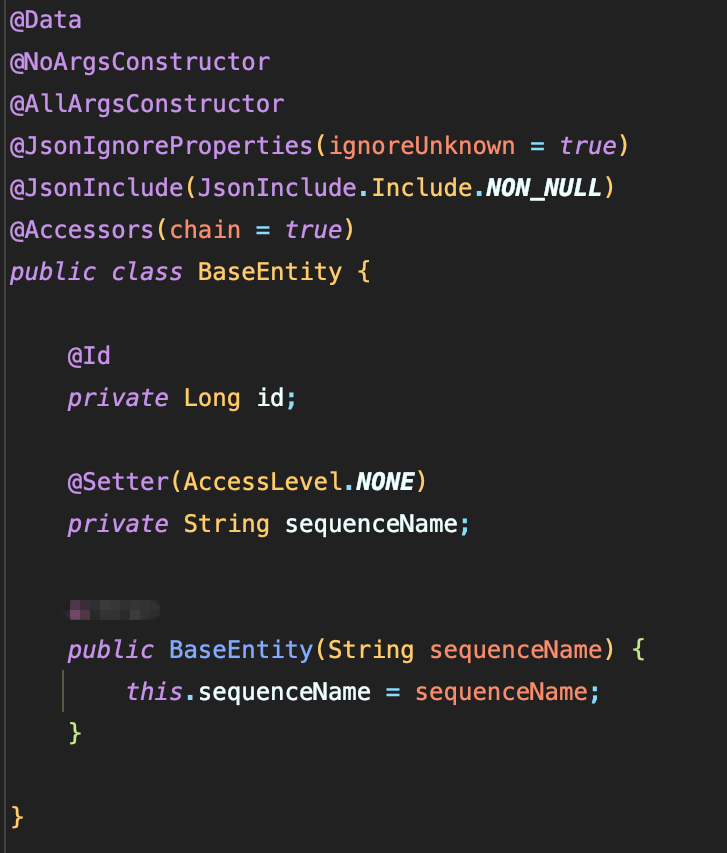 @Data
@NoArgsConstructor
@AllArgsConstructor
@JsonIgnoreProperties(ignoreUnknown = true)
@JsonInclude(JsonInclude.Include.NON_NULL)
@Accessors(chain = true)
public class BaseEntity {
@Id
private Long id;
@Setter(AccessLevel.NONE)
private String sequenceName;
public BaseEntity(String sequenceName) {
this.sequenceName = sequenceName;
}
}